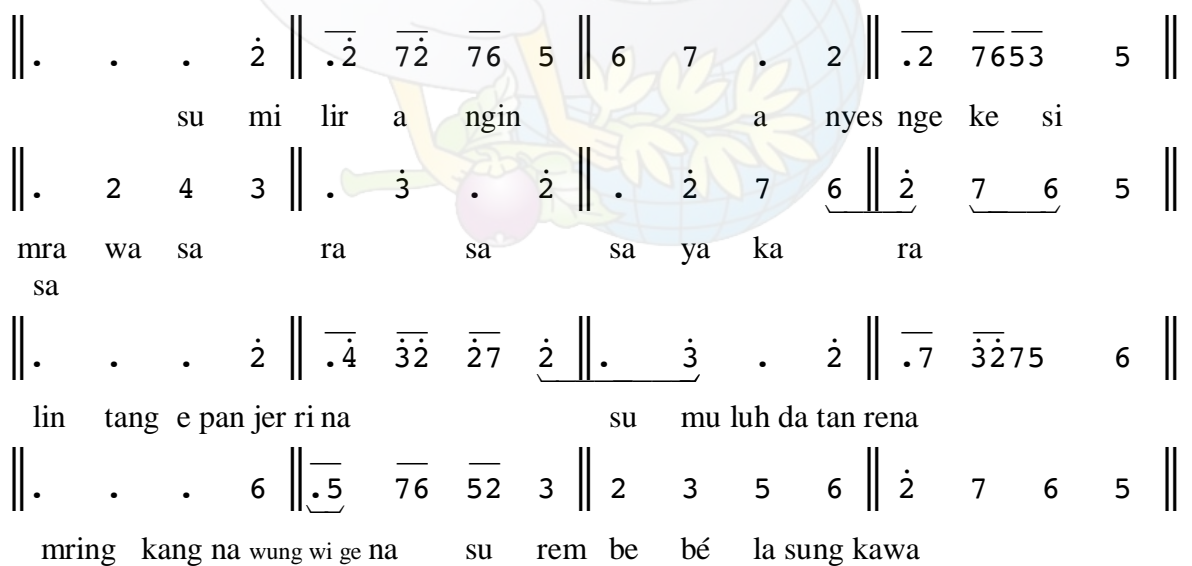 ‖. . . 2̇ ‖ .2̇ 72̇ 76 5 ‖ 6 7 . 2 ‖ .2 7653 5 ‖
su mi lir a ngin a nyes nge ke si
‖. 2 4 3 ‖ . 3̇ . 2̇ ‖ . 2̇ 7 6 ‖ 2̇ 7 6 5 ‖
mra wa sa ra sa sa ya ka ra
sa
‖. . . 2̇ ‖ .4̇ 3̇2̇ 2̇7 2̇ ‖. 3̇ . 2̇ ‖ .7 3̇2̇75 6 ‖
lin tang e pan jer ri na su mu luh da tan rena
‖. . . 6 ‖.5 76 52 3 ‖ 2 3 5 6 ‖ 2̇ 7 6 5 ‖
mring kang na wung wi ge na su rem be bé la sung kawa